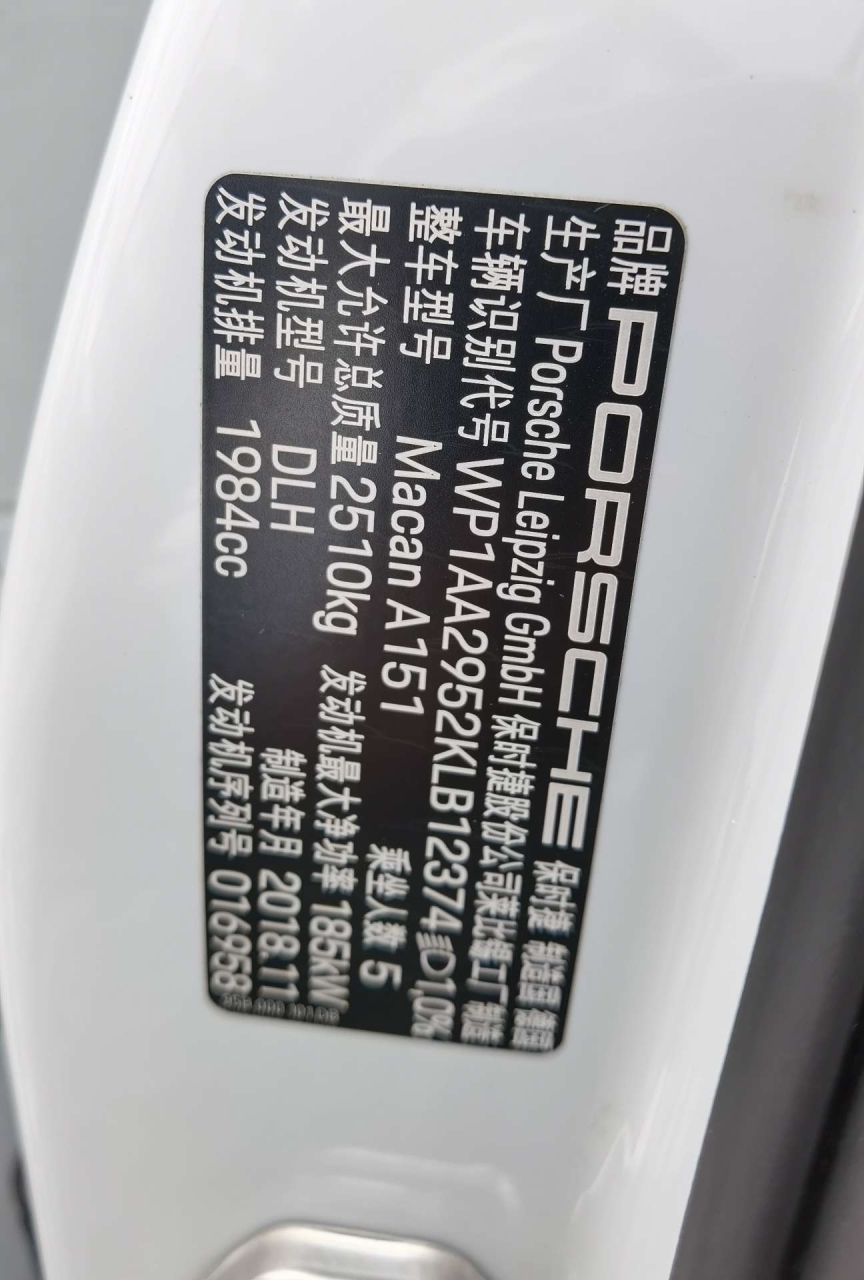 品牌 PORSCHE 保时捷 制造国 德国
生产厂 Porsche Leipzig GmbH 保时捷股份公司莱比锡工厂 制造
车辆识别代号 WP1AA2952KLB12374 1,0%
整车型号 Macan A151 乘坐人数 5
最大允许总质量 2510kg 发动机最大净功率 185kW
发动机型号 DLH 制造年月 2018.11
发动机排量 1984cc 发动机序列号 016958